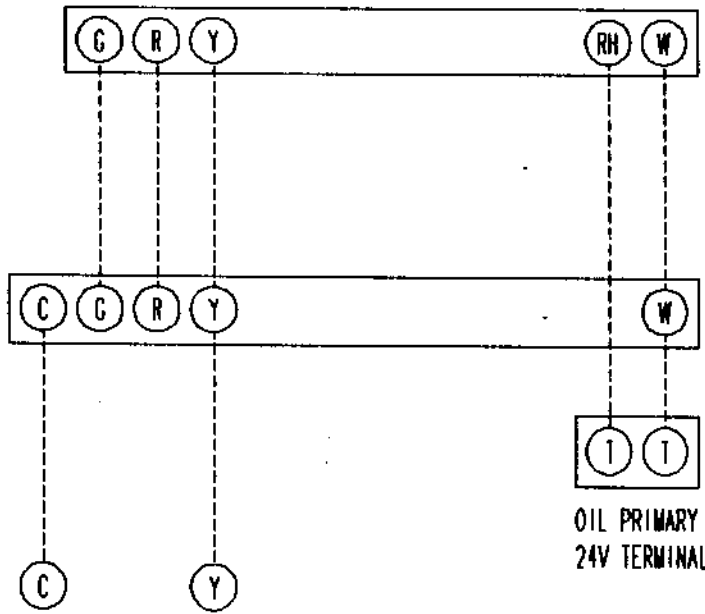 G R Y RH W
C G R Y W
T T
OIL PRIMARY
24V TERMINAL
C Y